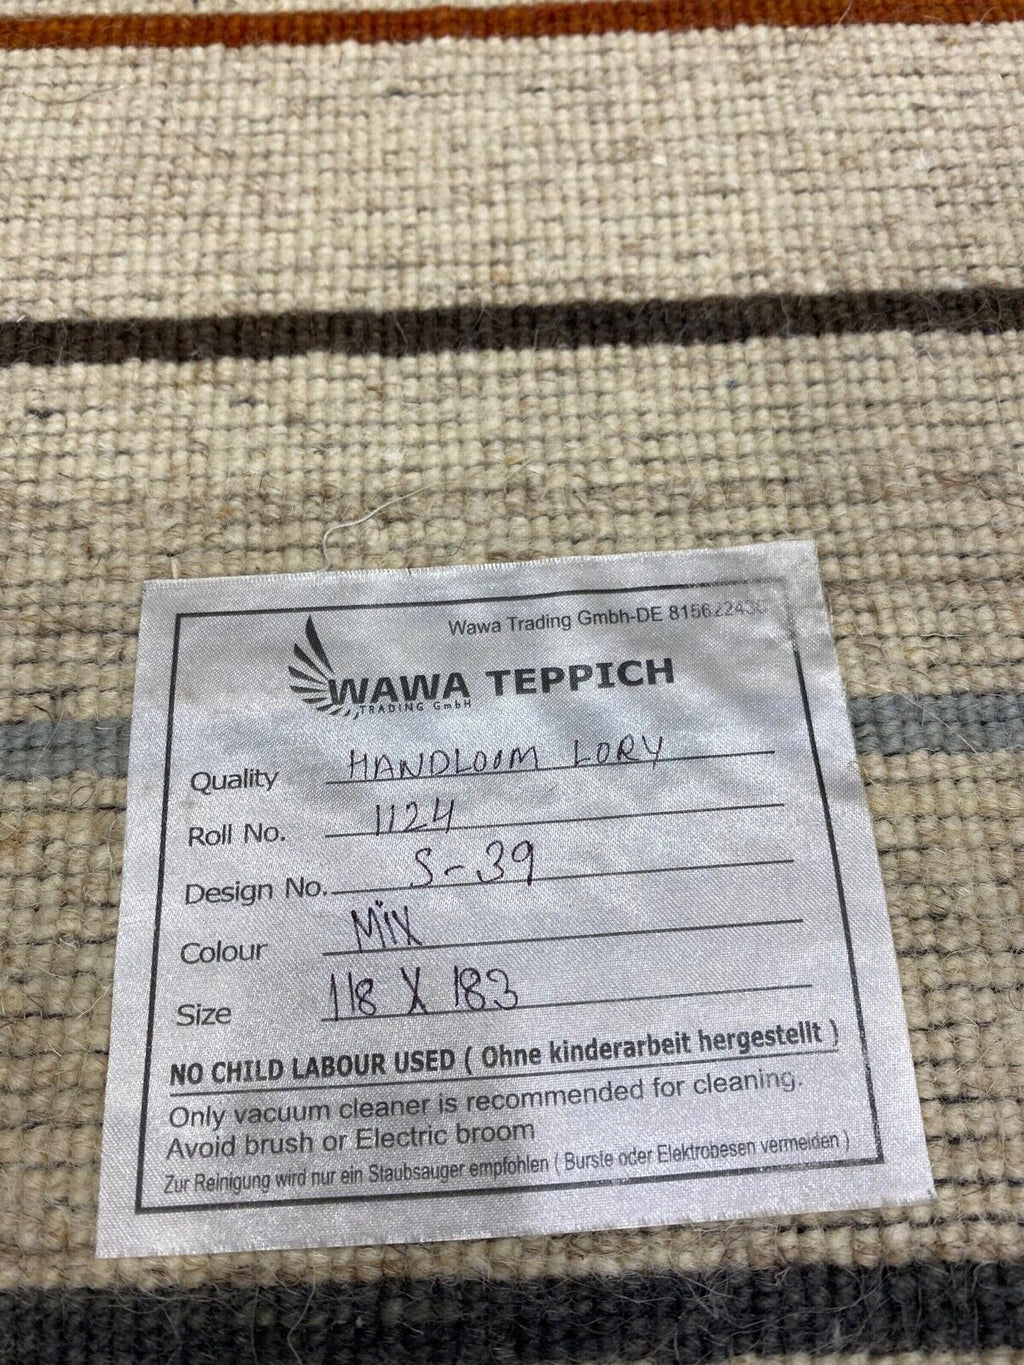 Wawa Trading Gmbh-DE
WAWA TEPPICH
TRADING GmbH
Quality HANDLOOM LORY
Roll No. 1124
Design No. S-39
Colour MIX
Size 118 X 183
NO CHILD LABOUR USED ( Ohne kinderarbeit hergestellt )
Only vacuum cleaner is recommended for cleaning.
Avoid brush or Electric broom
Zur Reinigung wird nur ein Staubsauger empfohlen ( Burste oder Elektrobesen vermeiden )